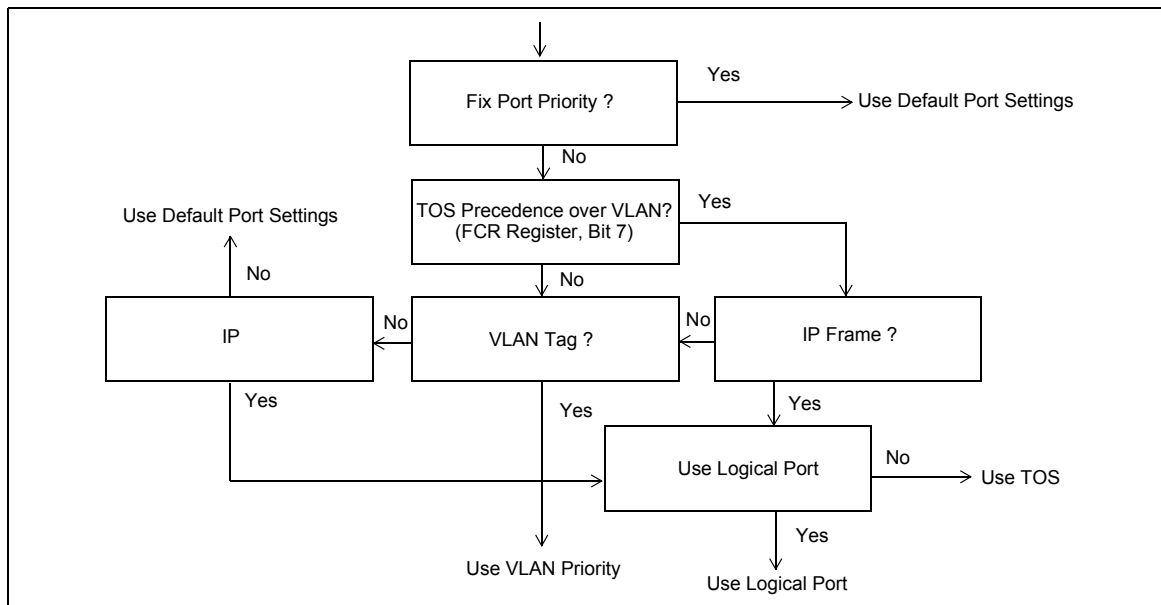 Yes
Fix Port Priority ?
Use Default Port Settings
No
TOS Precedence over VLAN?
(FCR Register, Bit 7)
Yes
Use Default Port Settings
No
No
IP
No
VLAN Tag ?
No
IP Frame ?
Yes
Yes
Yes
Use Logical Port
No
Use TOS
Yes
Use VLAN Priority
Use Logical Port